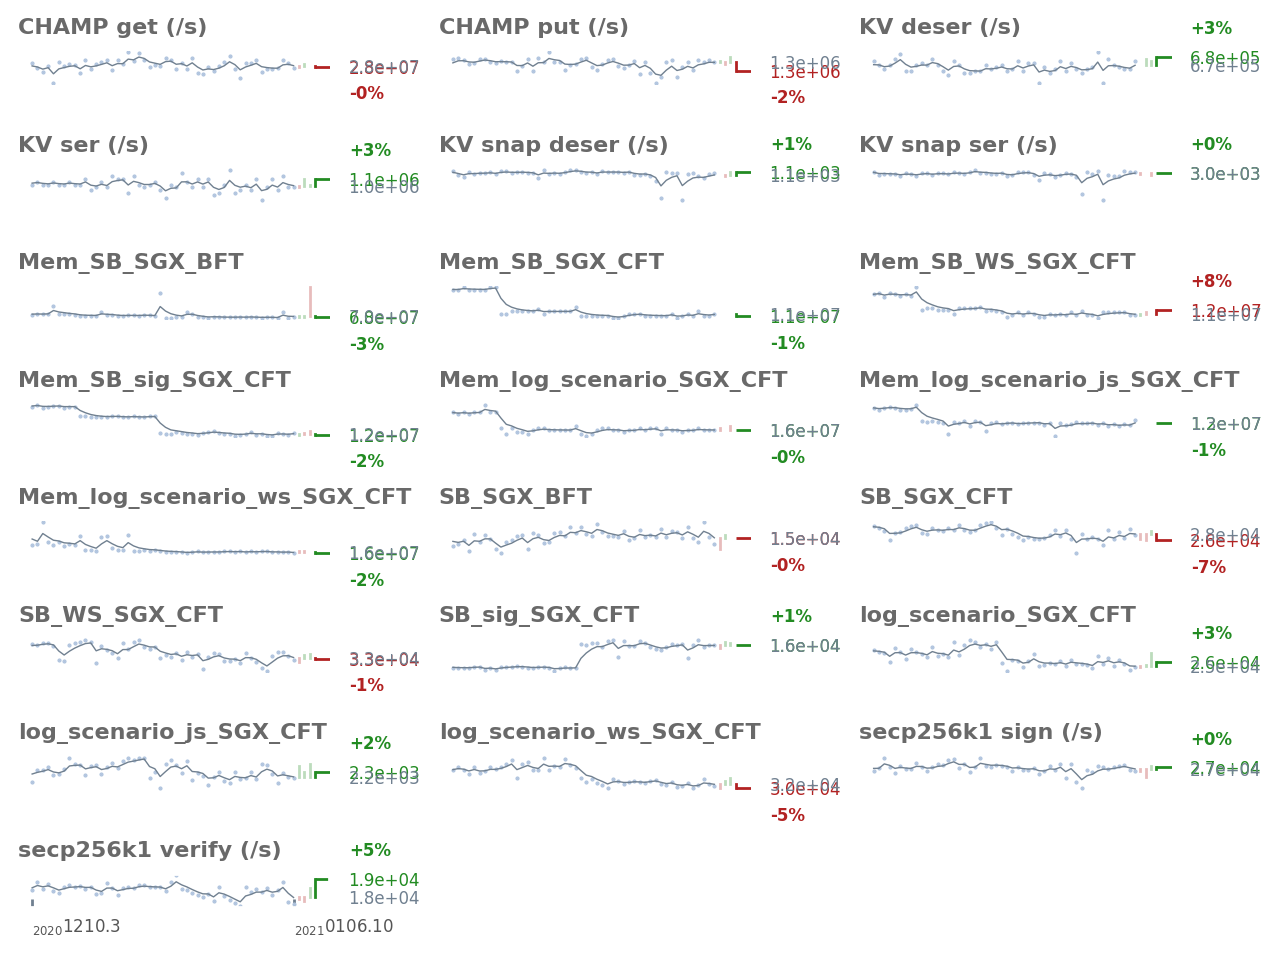 CHAMP get (/s)
2.8e+07
2.8e+07
-0%
CHAMP put (/s)
1.3e+06
1.3e+06
-2%
KV deser (/s)
+3%
6.8e+05
6.7e+05
KV ser (/s)
+3%
1.1e+06
1.0e+06
KV snap deser (/s)
+1%
1.1e+03
1.1e+03
KV snap ser (/s)
+0%
3.0e+03
Mem_SB_SGX_BFT
7.0e+07
6.8e+07
-3%
Mem_SB_SGX_CFT
1.1e+07
1.1e+07
-1%
Mem_SB_WS_SGX_CFT
+8%
1.2e+07
1.1e+07
Mem_SB_sig_SGX_CFT
1.2e+07
1.2e+07
-2%
Mem_log_scenario_SGX_CFT
1.6e+07
-0%
Mem_log_scenario_js_SGX_CFT
-1%
Mem_log_scenario_ws_SGX_CFT
1.6e+07
1.6e+07
-2%
SB_SGX_BFT
1.5e+04
-0%
SB_SGX_CFT
2.8e+04
2.6e+04
-7%
SB_WS_SGX_CFT
3.3e+04
3.3e+04
-1%
SB_sig_SGX_CFT
+1%
1.6e+04
log_scenario_SGX_CFT
+3%
2.6e+04
2.5e+04
log_scenario_js_SGX_CFT
+2%
2.3e+03
2.2e+03
log_scenario_ws_SGX_CFT
3.2e+04
3.0e+04
-5%
secp256k1 sign (/s)
+0%
2.7e+04
2.7e+04
secp256k1 verify (/s)
+5%
1.9e+04
1.8e+04
20201210.3
20210106.10